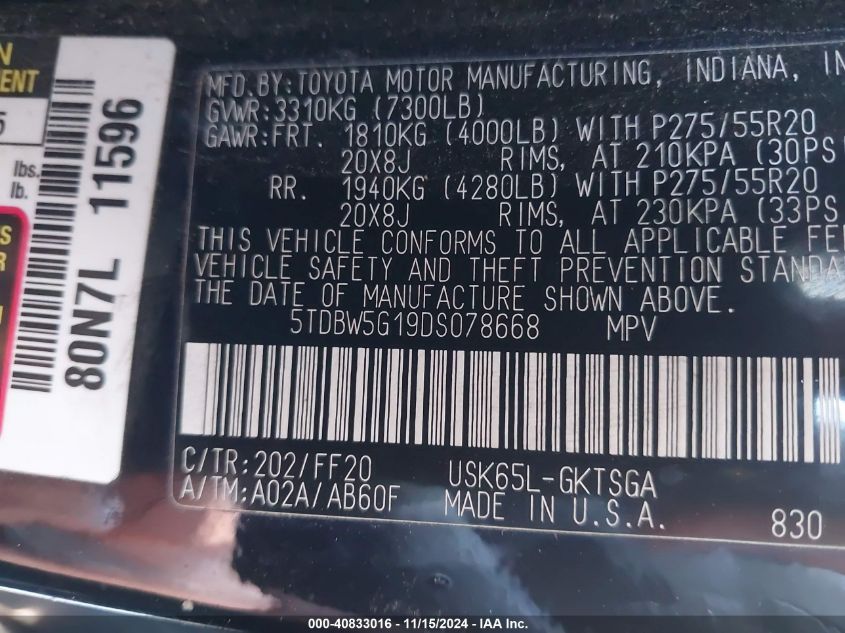 N
ENT
5
lbs.
lb.
S
R
80N7L 11596
MFD.BY:TOYOTA MOTOR MANUFACTURING, INDIANA, IN
GVWR:3310KG (7300LB)
GAWR:FRT. 1810KG (4000LB) WITH P275/55R20
20X8J RIMS, AT 210KPA (30PS
RR. 1940KG (4280LB) WITH P275/55R20
20X8J RIMS, AT 230KPA (33PS
THIS VEHICLE CONFORMS TO ALL APPLICABLE FE
VEHICLE SAFETY AND THEFT PREVENTION STANDA
THE DATE OF MANUFACTURE SHOWN ABOVE.
5TDBW5G19DS078668 MPV
C/TR:202/FF20 USK65L-GKTSGA
A/TM:A02A/AB60F MADE IN U.S.A.
830
000-40833016 - 11/15/2024 - IAA Inc.